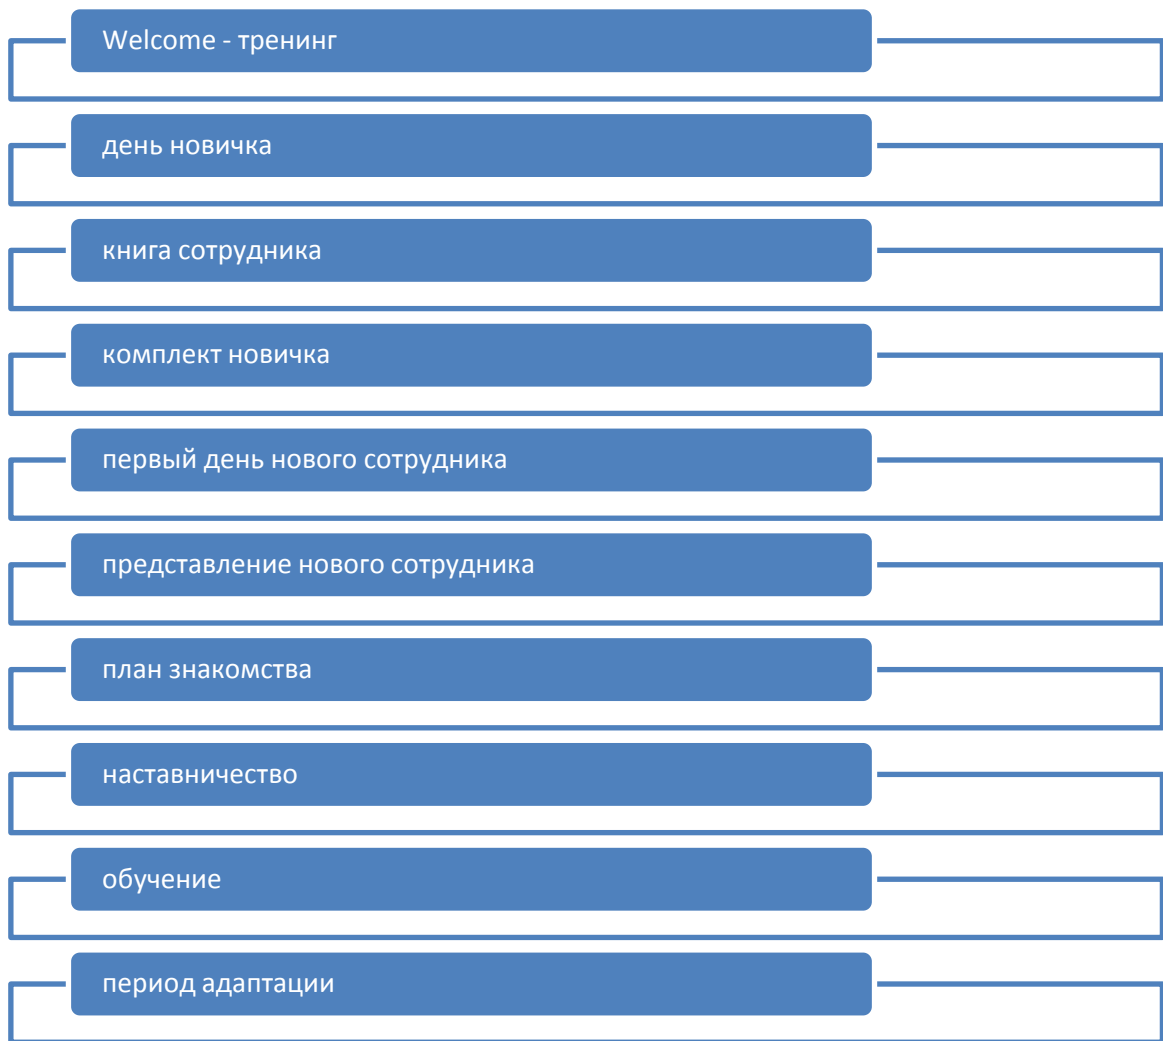 Welcome - тренинг
день новичка
книга сотрудника
комплект новичка
первый день нового сотрудника
представление нового сотрудника
план знакомства
наставничество
обучение
период адаптации